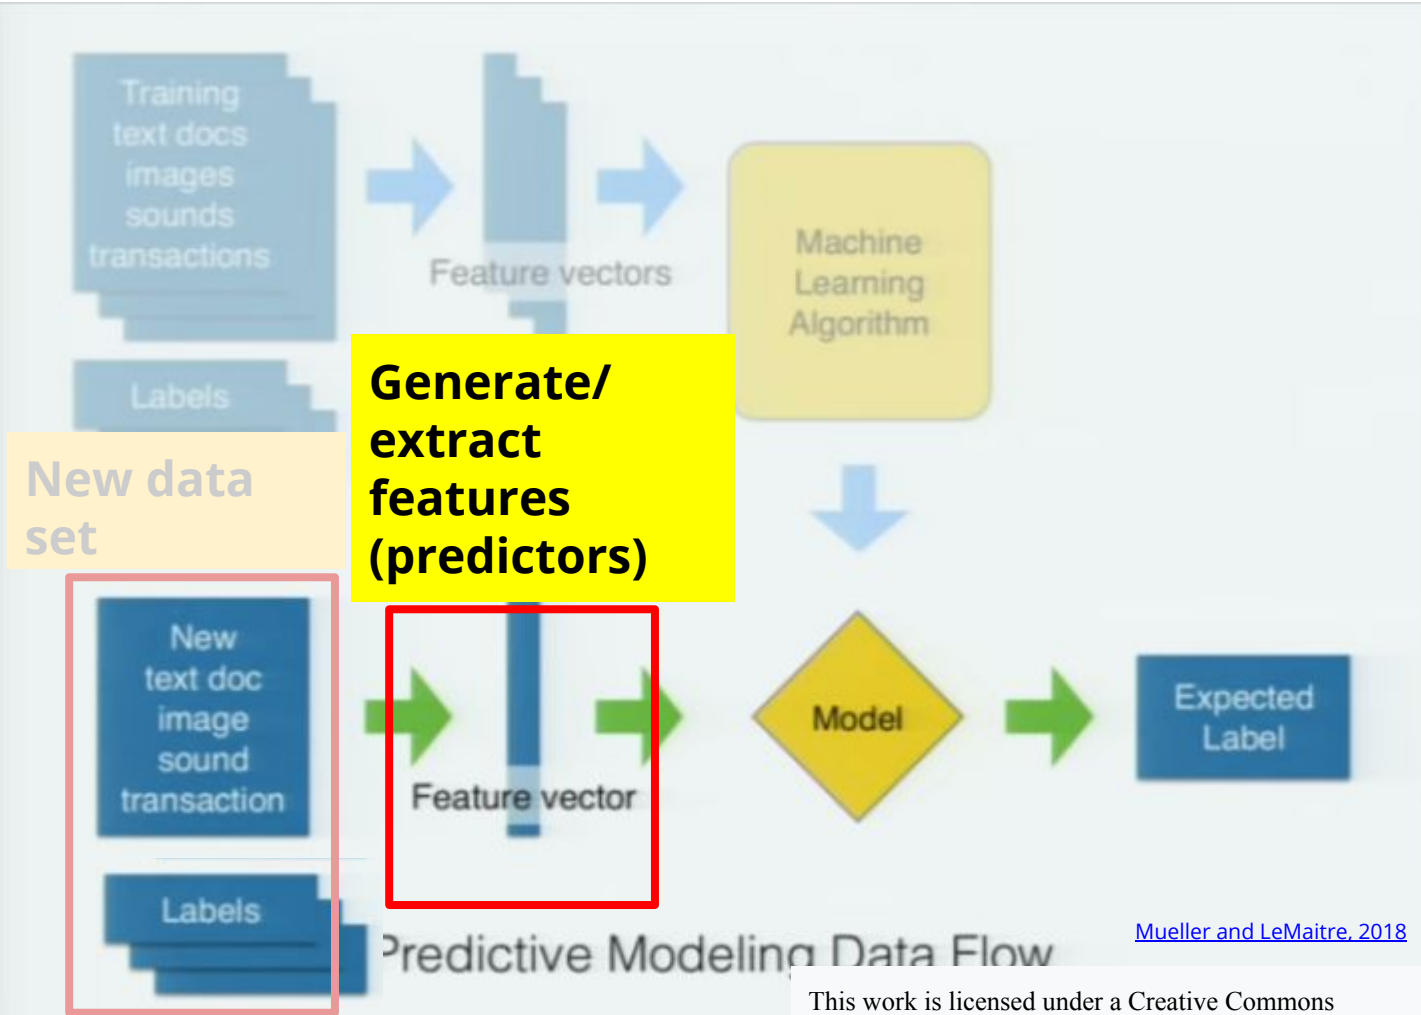 Training
text docs
images
sounds
transactions
Feature vectors
Machine
Learning
Algorithm
Labels
Generate/
extract
features
(predictors)
New data
set
New
text doc
image
sound
transaction
Feature vector
Model
Expected
Label
Labels
Predictive Modeling Data Flow
Mueller and LeMaitre, 2018
This work is licensed under a Creative Commons